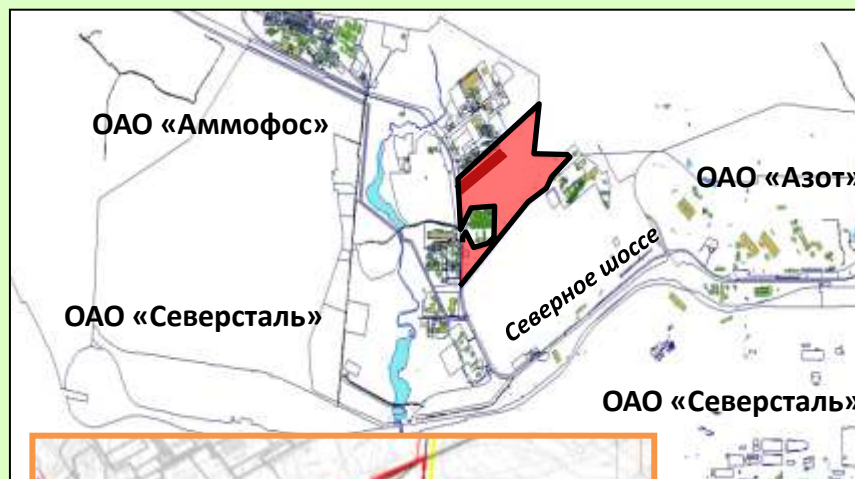 ОАО «Аммофос»
ОАО «Азот»
Северное шоссе
ОАО «Северсталь»
ОАО «Северсталь»